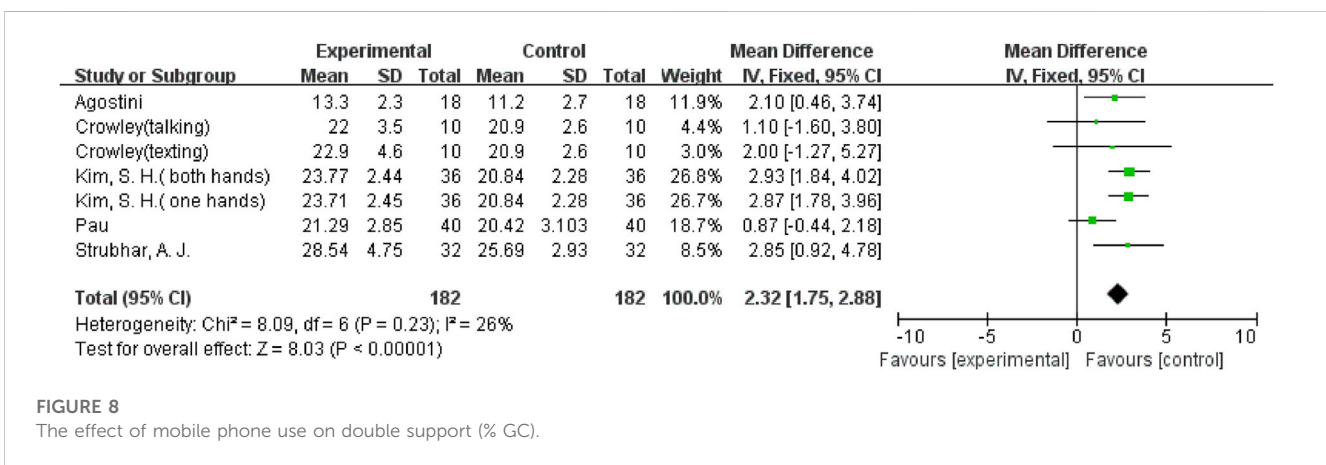 Experimental Control Mean Difference Mean Difference
Study or Subgroup Mean SD Total Mean SD Total Weight IV, Fixed, 95% CI IV, Fixed, 95% CI
Agostini 13.3 2.3 18 11.2 2.7 18 11.9% 2.10 [0.46, 3.74]
Crowley(talking) 22 3.5 10 20.9 2.6 10 4.4% 1.10 [-1.60, 3.80]
Crowley(texting) 22.9 4.6 10 20.9 2.6 10 3.0% 2.00 [-1.27, 5.27]
Kim, S. H.( both hands) 23.77 2.44 36 20.84 2.28 36 26.8% 2.93 [1.84, 4.02]
Kim, S. H.( one hands) 23.71 2.45 36 20.84 2.28 36 26.7% 2.87 [1.78, 3.96]
Pau 21.29 2.85 40 20.42 3.103 40 18.7% 0.87 [-0.44, 2.18]
Strubhar, A. J. 28.54 4.75 32 25.69 2.93 32 8.5% 2.85 [0.92, 4.78]
Total (95% CI) 182 182 100.0% 2.32 [1.75, 2.88]
Heterogeneity: Chi² = 8.09, df = 6 (P = 0.23); I² = 26%
Test for overall effect: Z = 8.03 (P < 0.00001)
-10 -5 0 5 10
Favours [experimental] Favours [control]
FIGURE 8
The effect of mobile phone use on double support (% GC).